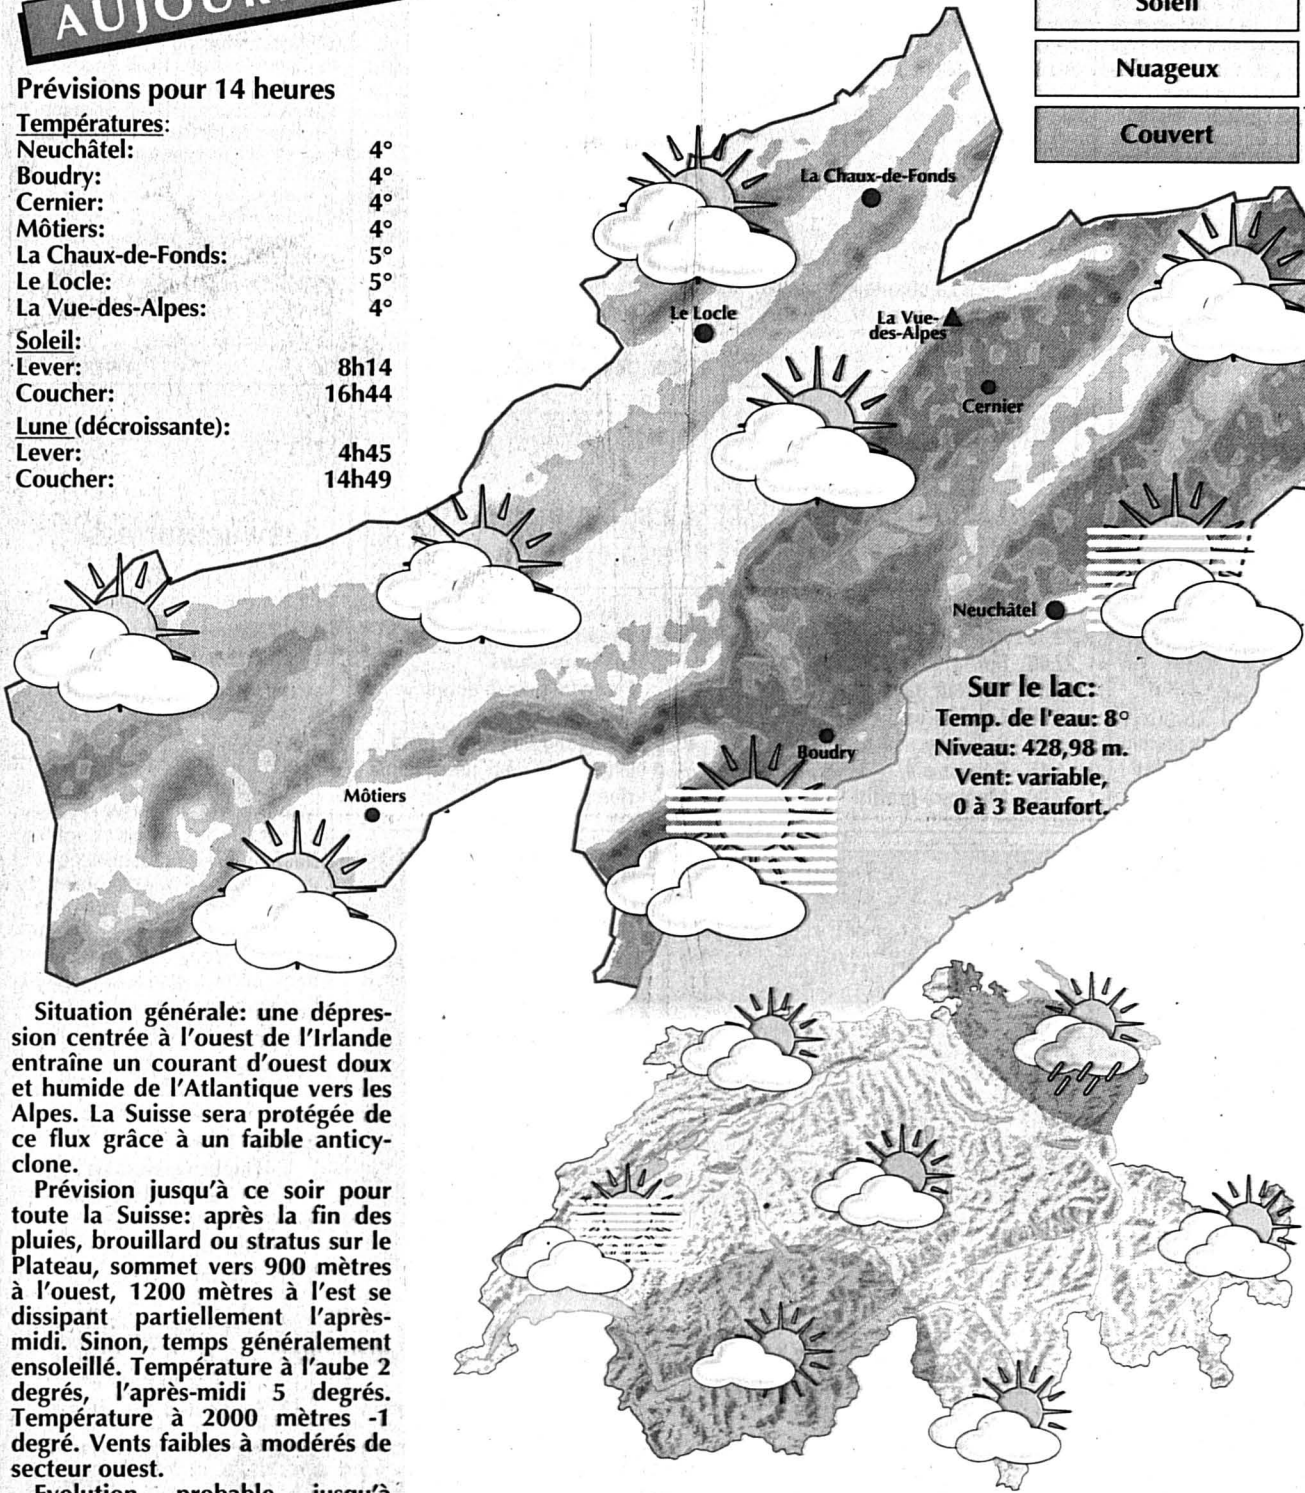 Soleil
Nuageux
Couvert
Prévisions pour 14 heures
Températures:
Neuchâtel: 4°
Boudry: 4°
Cernier: 4°
Môtiers: 4°
La Chaux-de-Fonds: 5°
Le Locle: 5°
La Vue-des-Alpes: 4°
Soleil:
Lever: 8h14
Coucher: 16h44
Lune (décroissante):
Lever: 4h45
Coucher: 14h49
La Chaux-de-Fonds
Le Locle
La Vue-
des-Alpes
Cernier
Neuchâtel
Boudry
Môtiers
Sur le lac:
Temp. de l'eau: 8°
Niveau: 428,98 m.
Vent: variable,
0 à 3 Beaufort.
Situation générale: une dépres-
sion centrée à l'ouest de l'Irlande
entraîne un courant d'ouest doux
et humide de l'Atlantique vers les
Alpes. La Suisse sera protégée de
ce flux grâce à un faible anticy-
clone.
Prévision jusqu'à ce soir pour
toute la Suisse: après la fin des
pluies, brouillard ou stratus sur le
Plateau, sommet vers 900 mètres
à l'ouest, 1200 mètres à l'est se
dissipant partiellement l'après-
midi. Sinon, temps généralement
ensoleillé. Température à l'aube 2
degrés, l'après-midi 5 degrés.
Température à 2000 mètres -1
degré. Vents faibles à modérés de
secteur ouest.
Evolution probable jusqu'à